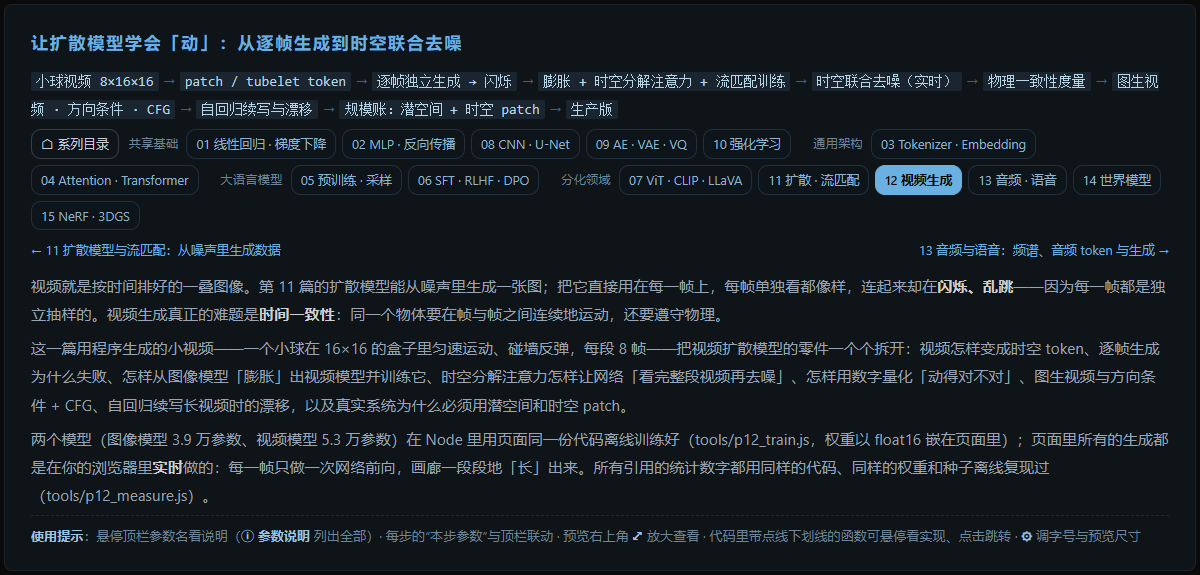 让扩散模型学会「动」：从逐帧生成到时空联合去噪
小球视频 8×16×16 → patch / tubelet token → 逐帧独立生成 → 闪烁 → 膨胀 + 时空分解注意力 + 流匹配训练 → 时空联合去噪（实时） → 物理一致性度量 → 图生视
频 · 方向条件 · CFG → 自回归续写与漂移 → 规模账：潜空间 + 时空 patch → 生产版
⌂ 系列目录 共享基础 01 线性回归 · 梯度下降 02 MLP · 反向传播 08 CNN · U-Net 09 AE · VAE · VQ 10 强化学习 通用架构 03 Tokenizer · Embedding
04 Attention · Transformer 大语言模型 05 预训练 · 采样 06 SFT · RLHF · DPO 分化领域 07 ViT · CLIP · LLaVA 11 扩散 · 流匹配 12 视频生成 13 音频 · 语音 14 世界模型
15 NeRF · 3DGS
← 11 扩散模型与流匹配：从噪声里生成数据 13 音频与语音：频谱、音频 token 与生成 →
视频就是按时间排好的一叠图像。第 11 篇的扩散模型能从噪声里生成一张图；把它直接用在每一帧上，每帧单独看都像样，连起来却在闪烁、乱跳——因为每一帧都是独
立抽样的。视频生成真正的难题是时间一致性：同一个物体要在帧与帧之间连续地运动，还要遵守物理。
这一篇用程序生成的小视频——一个小球在 16×16 的盒子里匀速运动、碰墙反弹，每段 8 帧——把视频扩散模型的零件一个个拆开：视频怎样变成时空 token、逐帧生成
为什么失败、怎样从图像模型「膨胀」出视频模型并训练它、时空分解注意力怎样让网络「看完整段视频再去噪」、怎样用数字量化「动得对不对」、图生视频与方向条
件 + CFG、自回归续写长视频时的漂移，以及真实系统为什么必须用潜空间和时空 patch。
两个模型（图像模型 3.9 万参数、视频模型 5.3 万参数）在 Node 里用页面同一份代码离线训练好（tools/p12_train.js，权重以 float16 嵌在页面里）；页面里所有的生成都
是在你的浏览器里实时做的：每一帧只做一次网络前向，画廊一段段地「长」出来。所有引用的统计数字都用同样的代码、同样的权重和种子离线复现过
（tools/p12_measure.js）。
使用提示：悬停顶栏参数名看说明（ⓘ 参数说明 列出全部）· 每步的“本步参数”与顶栏联动 · 预览右上角 ⤢ 放大查看 · 代码里带点线下划线的函数可悬停看实现、点击跳转 · ⚙ 调字号与预览尺寸